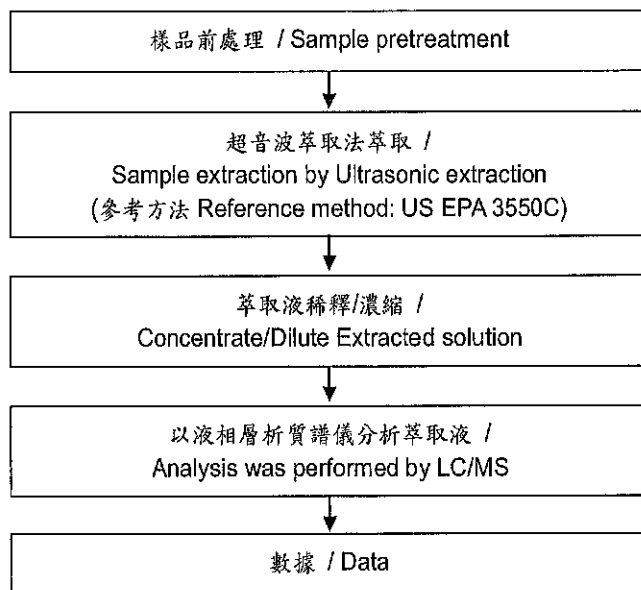 樣品前處理 / Sample pretreatment
超音波萃取法萃取 /
Sample extraction by Ultrasonic extraction
(參考方法 Reference method: US EPA 3550C)
萃取液稀釋/濃縮 /
Concentrate/Dilute Extracted solution
以液相層析質譜儀分析萃取液 /
Analysis was performed by LC/MS
數據 / Data